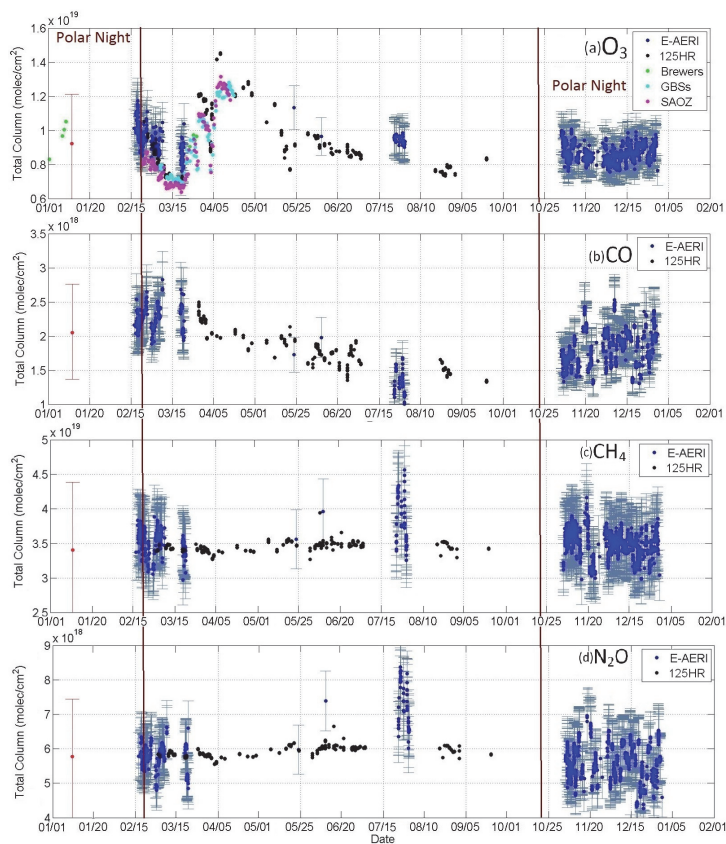 x 10^19
1.6
1.4
1.2
1
0.8
0.6
Total Column (molec/cm²)
Polar Night
Polar Night
(a)O₃
E-AERI
125HR
Brewers
GBSs
SAOZ
01/01 01/20 02/15 03/15 04/05 05/01 05/25 06/20 07/15 08/10 09/05 10/01 10/25 11/20 12/15 01/05 02/01
x 10^18
3.5
3
2.5
2
1.5
1
Total Column (molec/cm²)
(b)CO
E-AERI
125HR
01/01 01/20 02/15 03/15 04/05 05/01 05/25 06/20 07/15 08/10 09/05 10/01 10/25 11/20 12/15 01/05 02/01
x 10^19
5
4.5
4
3.5
3
2.5
Total Column (molec/cm²)
(c)CH₄
E-AERI
125HR
01/01 01/20 02/15 03/15 04/05 05/01 05/25 06/20 07/15 08/10 09/05 10/01 10/25 11/20 12/15 01/05 02/01
x 10^18
9
8
7
6
5
4
Total Column (molec/cm²)
(d)N₂O
E-AERI
125HR
01/01 01/20 02/15 03/15 04/05 05/01 05/25 06/20 07/15 08/10 09/05 10/01 10/25 11/20 12/15 01/05 02/01
Date